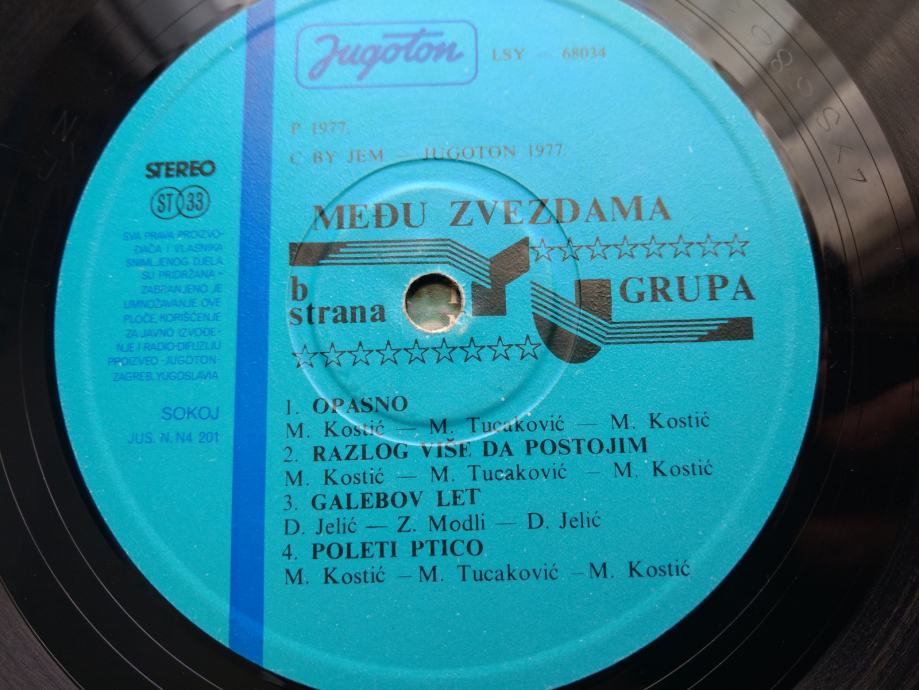 Jugoton LSY — 68034
P 1977.
C BY JEM — JUGOTON 1977.
STEREO
ST 33
SVA PRAVA PROIZVO-
ĐAČA I VLASNIKA
SNIMLJENOG DJELA
SU PRIDRŽANA -
ZABRANJENO JE
UMNOŽAVANJE OVE
PLOČE, KORIŠĆENJE
ZA JAVNO IZVOĐE-
NJE I RADIO-DIFUZIJU
PROIZVEO - JUGOTON -
ZAGREB, YUGOSLAVIA
SOKOJ
JUS. N. N4 201
MEĐU ZVEZDAMA
b
strana
YU GRUPA
1. OPASNO
M. Kostić — M. Tucaković — M. Kostić
2. RAZLOG VIŠE DA POSTOJIM
M. Kostić — M. Tucaković — M. Kostić
3. GALEBOV LET
D. Jelić — Z. Modli — D. Jelić
4. POLETI PTICO
M. Kostić — M. Tucaković — M. Kostić